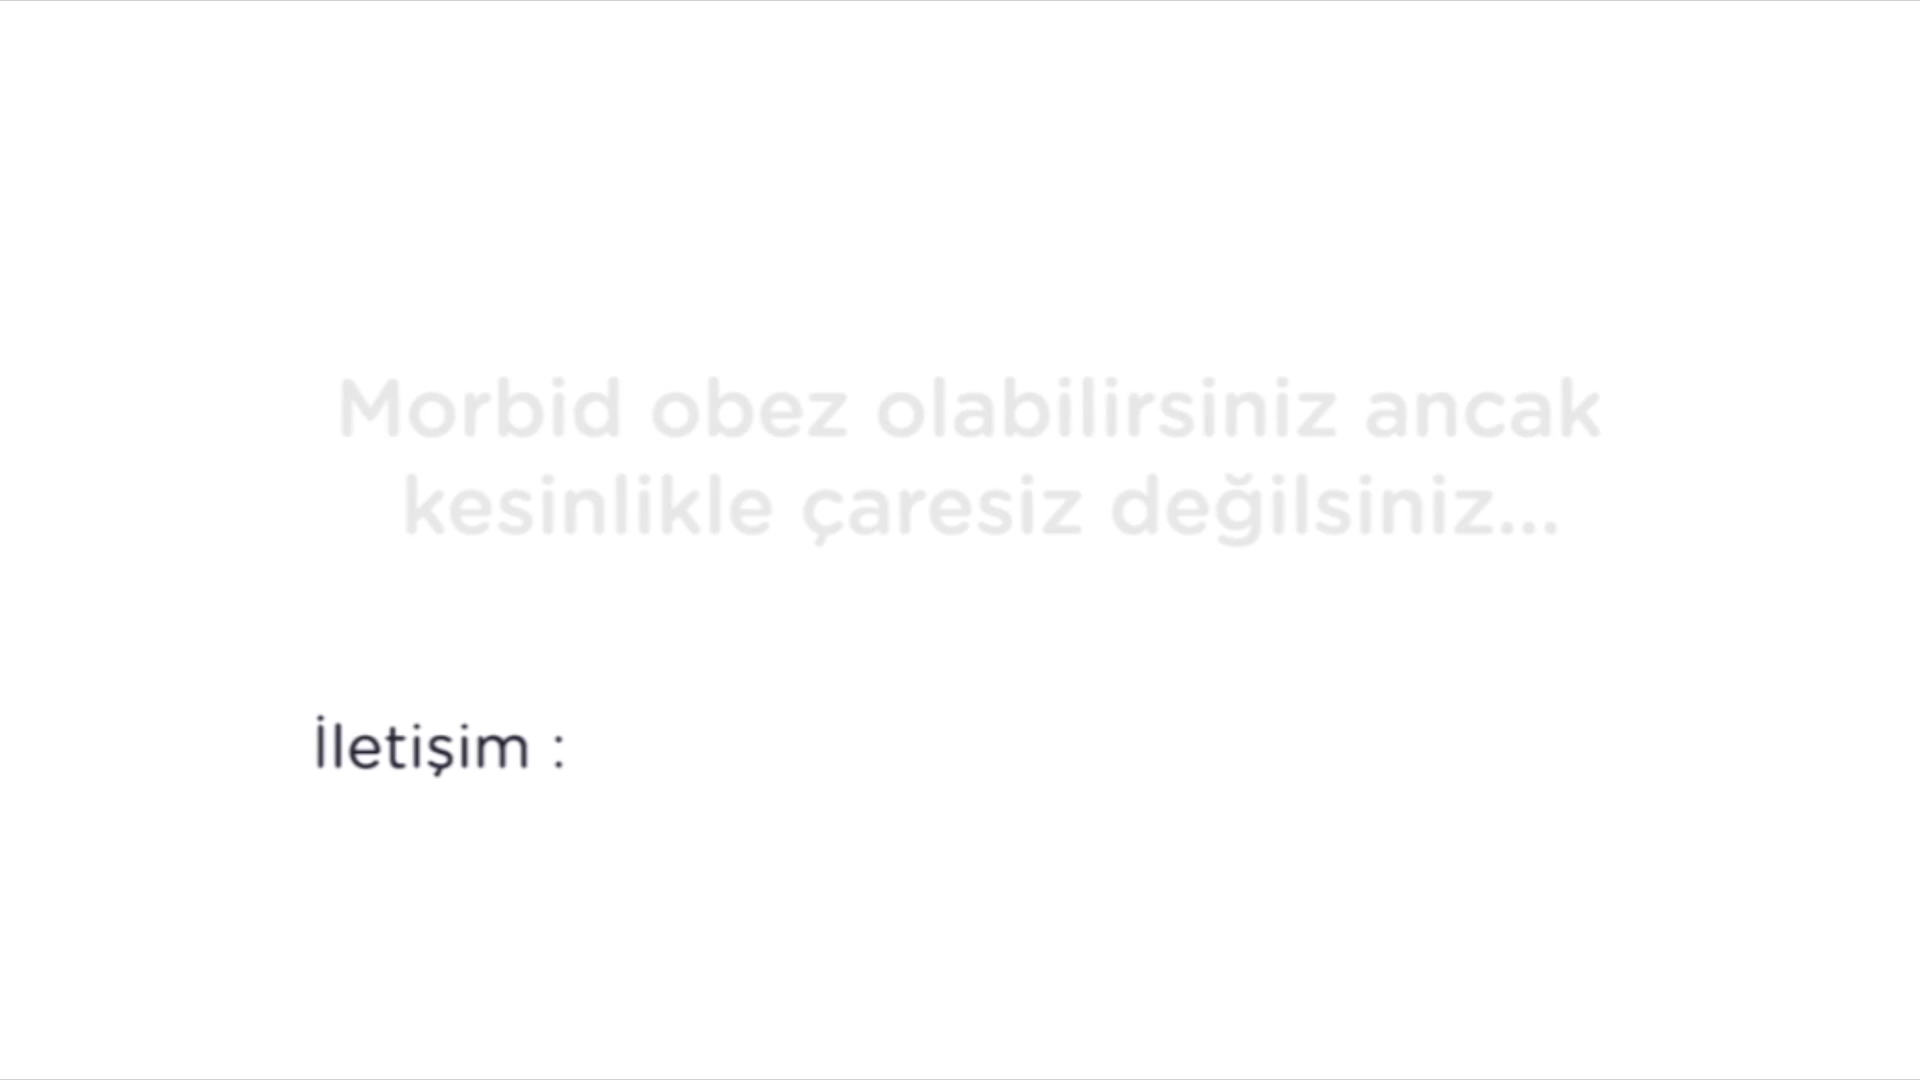 Morbid obez olabilirsiniz ancak
kesinlikle çaresiz değilsiniz...
İletişim :